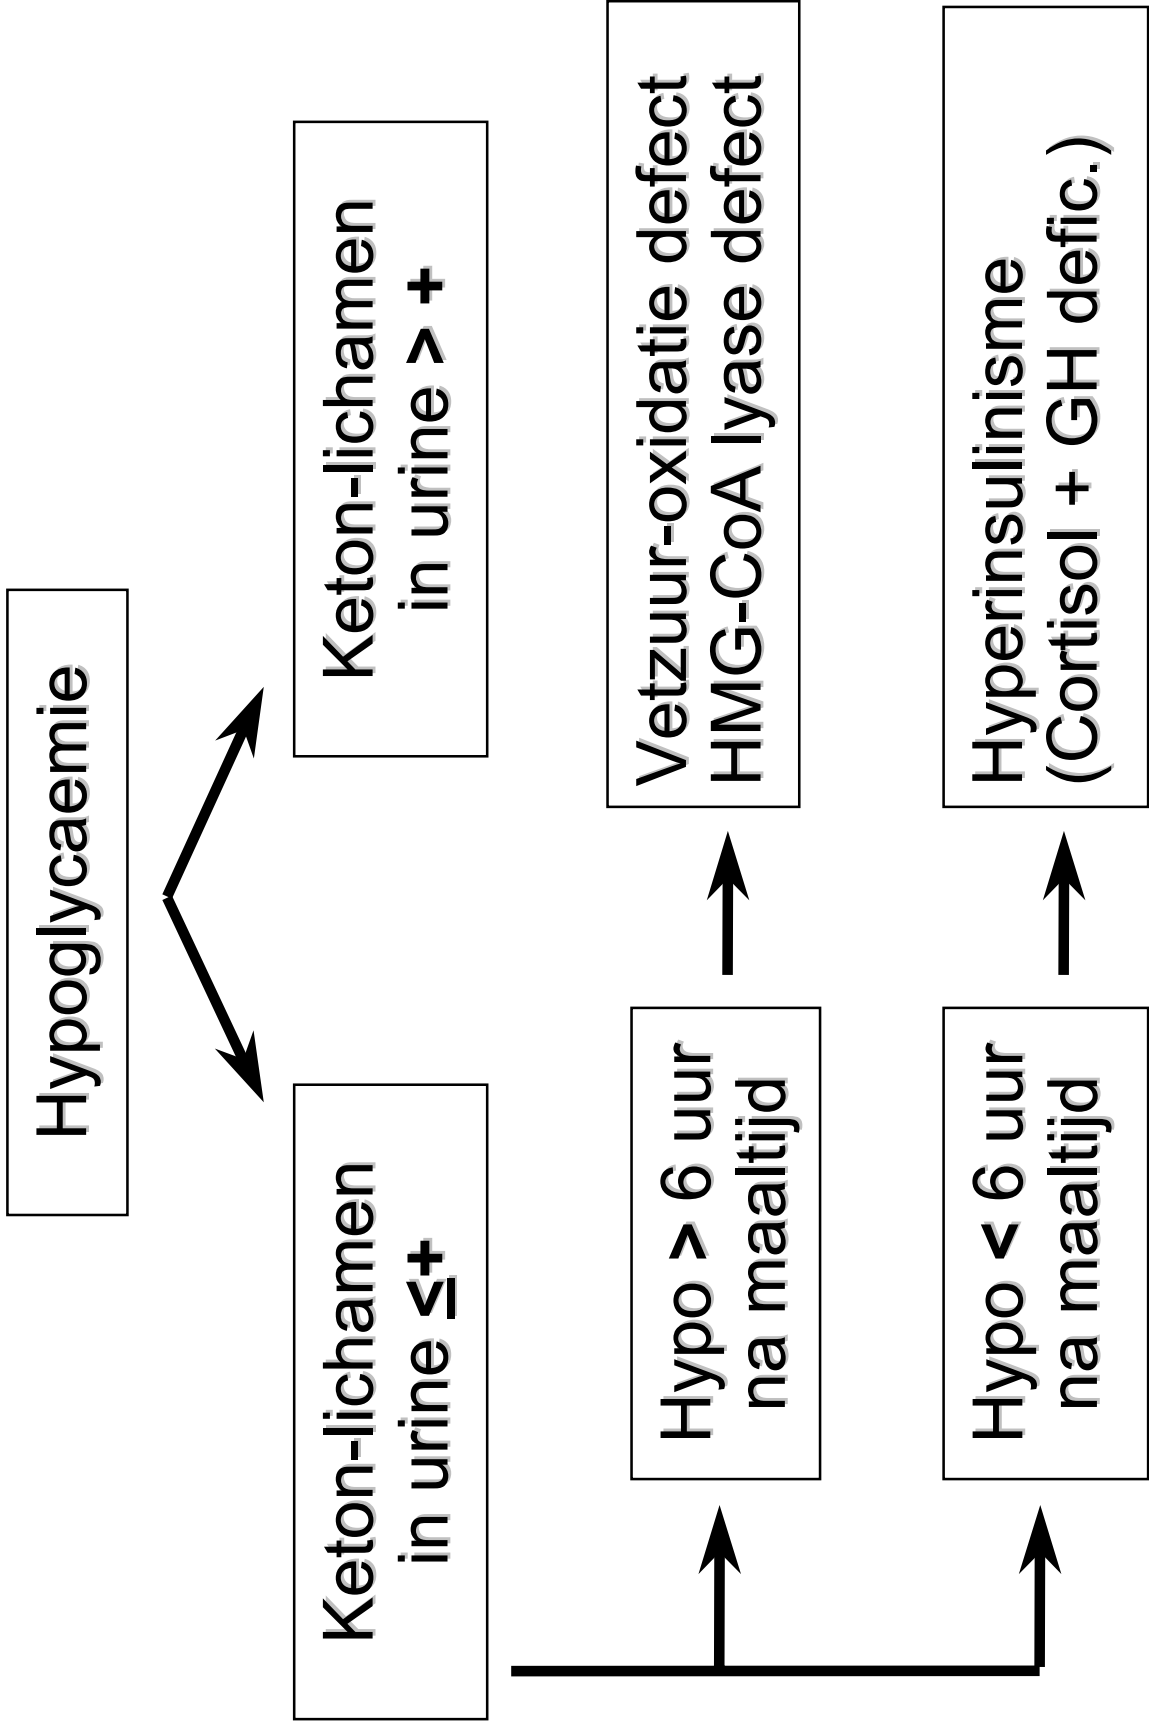 Hypoglycaemie
Keton-lichamen
in urine ≤+
Keton-lichamen
in urine > +
Hypo > 6 uur
na maaltijd
Vetzuur-oxidatie defect
HMG-CoA lyase defect
Hypo < 6 uur
na maaltijd
Hyperinsulinisme
(Cortisol + GH defic.)